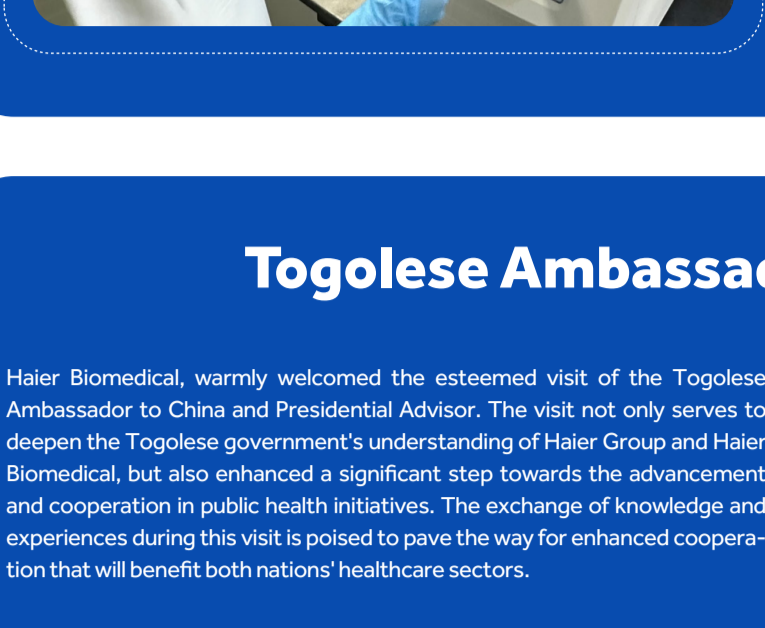 Togolese
Haier Biomedical, warmly welcomed the esteemed visit of the Togolese
Ambassador to China and Presidential Advisor. The visit not only serves to
deepen the Togolese government's understanding of Haier Group and Haier
Biomedical, but also enhanced a significant step towards the advancement
and cooperation in public health initiatives. The exchange of knowledge and
experiences during this visit is poised to pave the way for enhanced coopera-
tion that will benefit both nations' healthcare sectors.